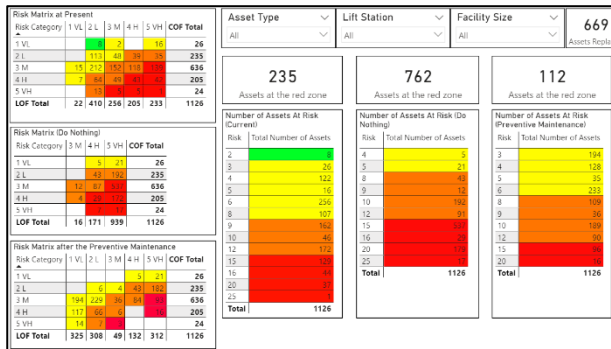 Risk Matrix at Present
Risk Category 1 VL 2 L 3 M 4 H 5 VH COF Total
1 VL 8 2 16 26
2 L 113 48 39 35 235
3 M 15 212 152 118 139 636
4 H 7 64 49 43 42 205
5 VH 13 5 5 1 24
LOF Total 22 410 256 205 233 1126
Risk Matrix (Do Nothing)
Risk Category 3 M 4 H 5 VH COF Total
1 VL 5 21 26
2 L 43 192 235
3 M 12 87 537 636
4 H 4 29 172 205
5 VH 7 17 24
LOF Total 16 171 939 1126
Risk Matrix after the Preventive Maintenance
Risk Category 1 VL 2 L 3 M 4 H 5 VH COF Total
1 VL 5 21 26
2 L 6 4 43 182 235
3 M 194 229 36 84 93 636
4 H 117 66 6 16 205
5 VH 14 7 3 24
LOF Total 325 308 49 132 312 1126
Asset Type
All
Lift Station
All
Facility Size
All
669
Assets Repla
235
Assets at the red zone
762
Assets at the red zone
112
Assets at the red zone
Number of Assets At Risk
(Current)
Risk Total Number of Assets
2 8
3 26
4 122
5 16
6 256
8 107
9 162
10 46
12 172
15 129
16 44
20 37
25 1
Total 1126
Number of Assets At Risk (Do
Nothing)
Risk Total Number of Assets
4 5
5 21
8 43
9 12
10 192
12 91
15 537
16 29
20 179
25 17
Total 1126
Number of Assets At Risk
(Preventive Maintenance)
Risk Total Number of Assets
3 194
4 128
5 35
6 233
8 109
9 36
10 189
12 90
15 96
20 16
Total 1126